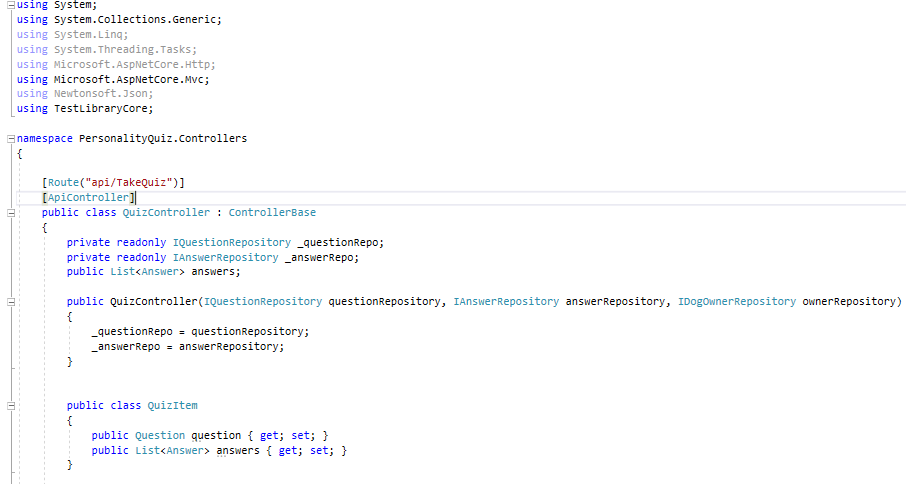 using System;
using System.Collections.Generic;
using System.Linq;
using System.Threading.Tasks;
using Microsoft.AspNetCore.Http;
using Microsoft.AspNetCore.Mvc;
using Newtonsoft.Json;
using TestLibraryCore;
namespace PersonalityQuiz.Controllers
{
[Route("api/TakeQuiz")]
[ApiController]
public class QuizController : ControllerBase
{
private readonly IQuestionRepository _questionRepo;
private readonly IAnswerRepository _answerRepo;
public List<Answer> answers;
public QuizController(IQuestionRepository questionRepository, IAnswerRepository answerRepository, IDogOwnerRepository ownerRepository)
{
_questionRepo = questionRepository;
_answerRepo = answerRepository;
}
public class QuizItem
{
public Question question { get; set; }
public List<Answer> answers { get; set; }
}